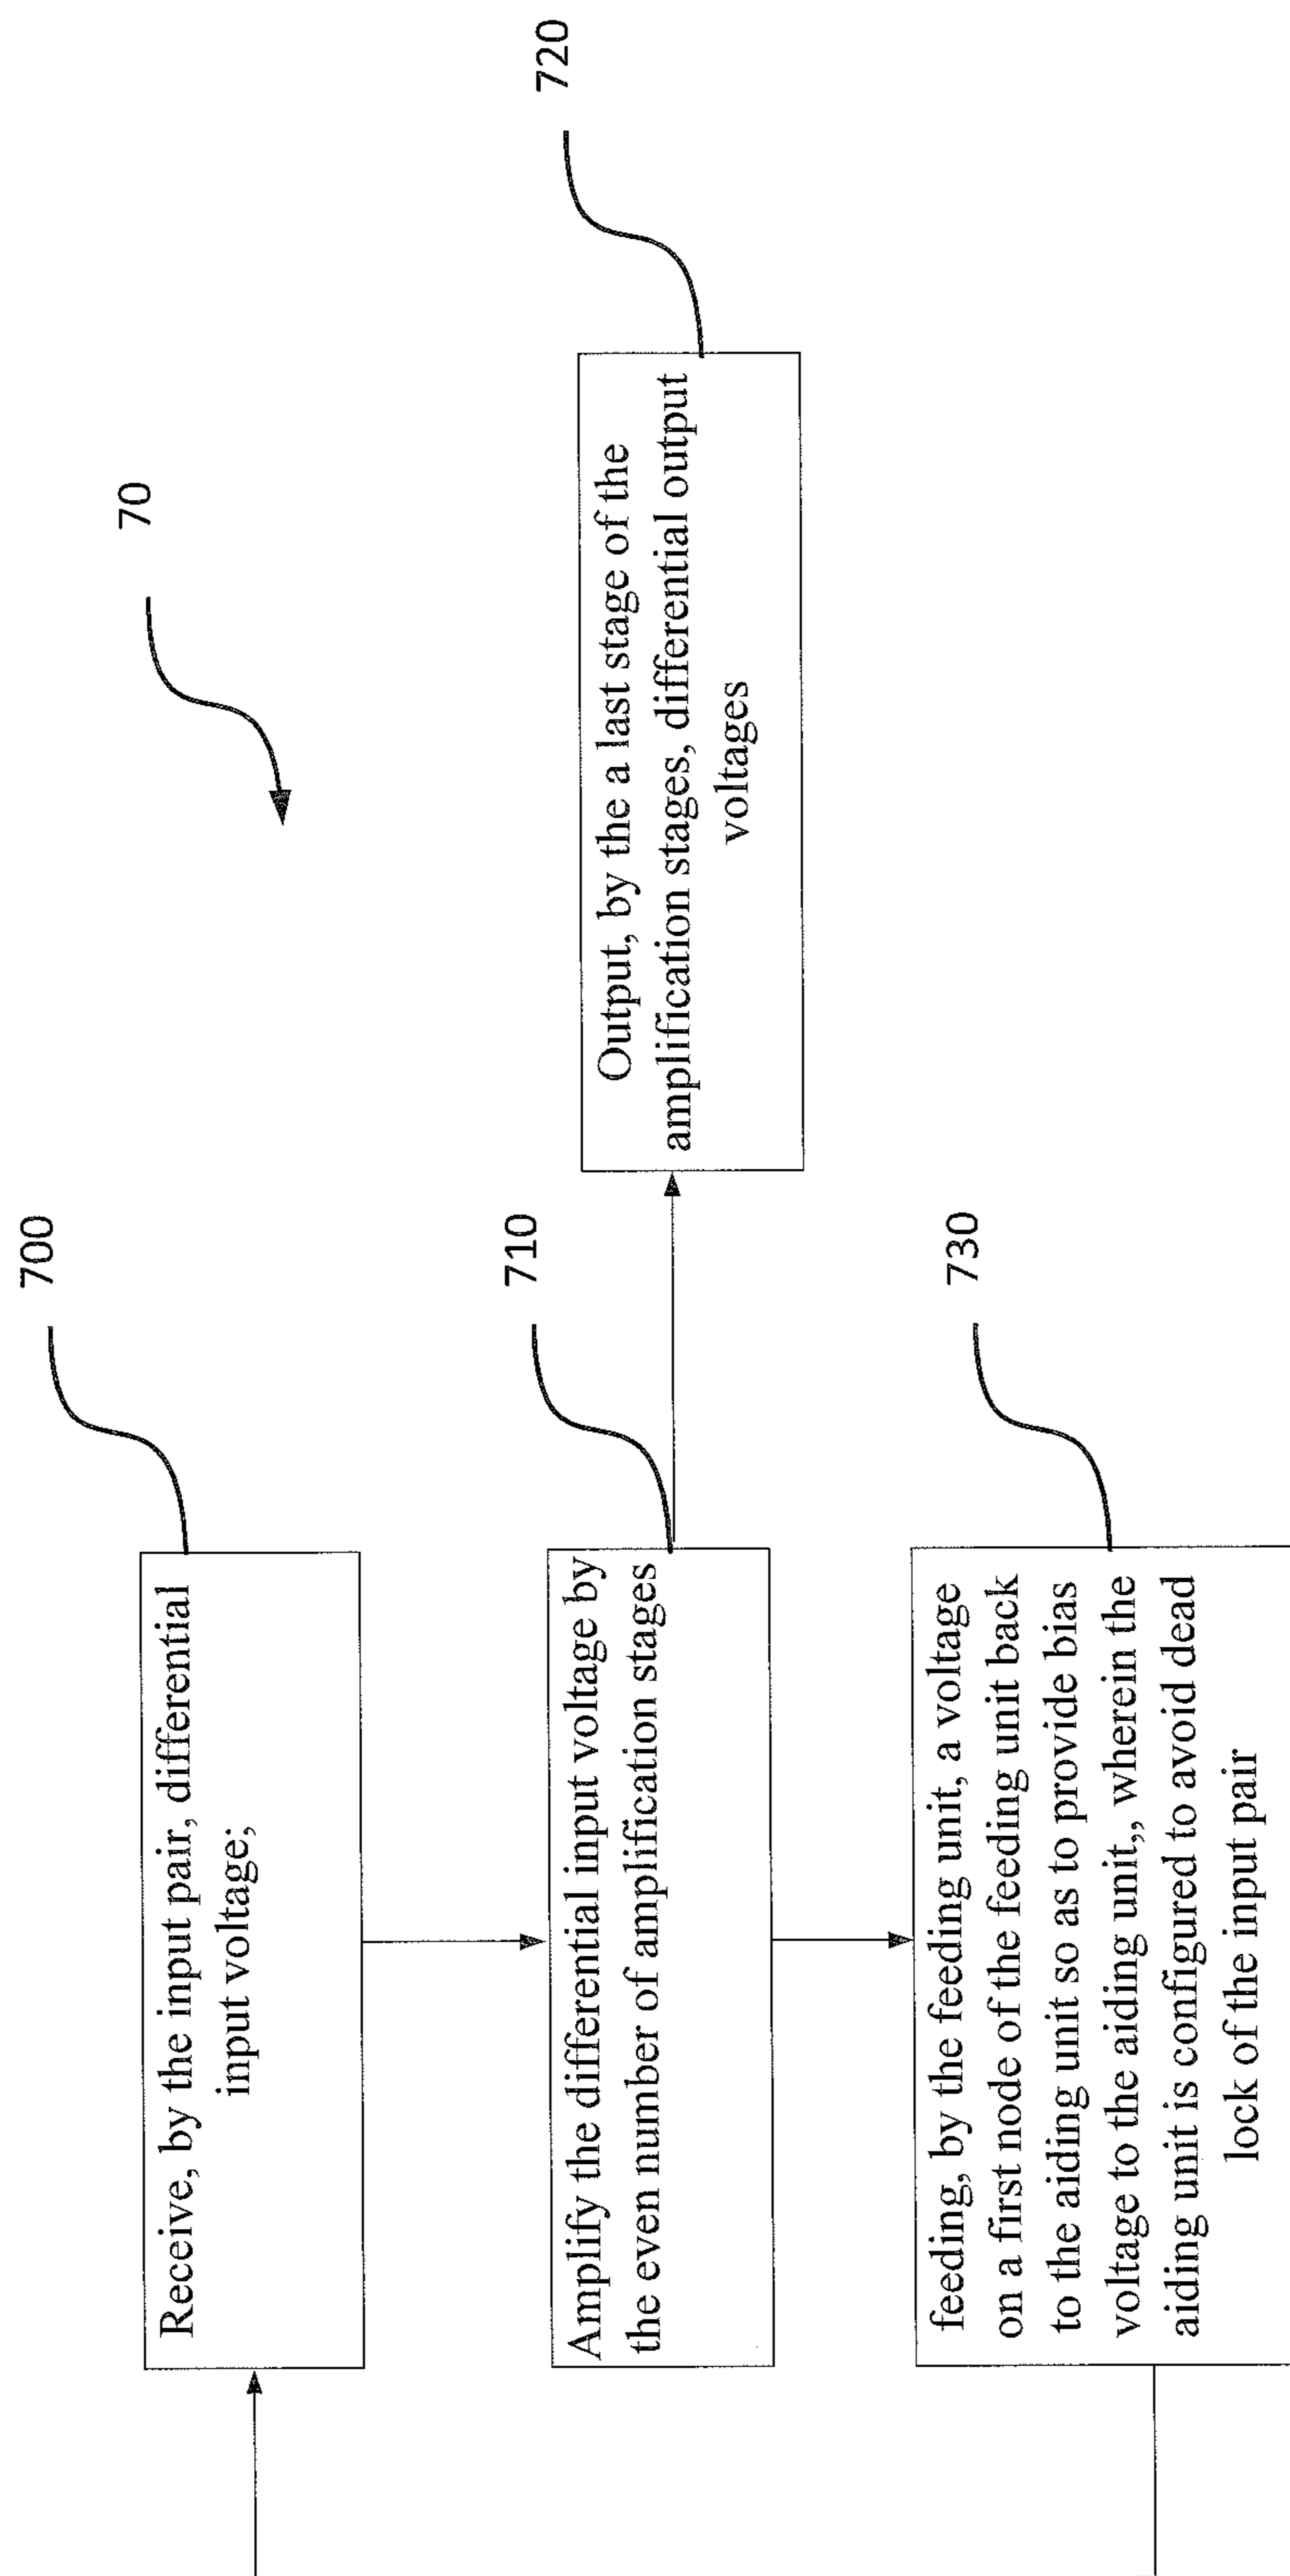 70
700
Receive, by the input pair, differential
input voltage;
710
Amplify the differential input voltage by
the even number of amplification stages
720
Output, by the a last stage of the
amplification stages, differential output
voltages
730
feeding, by the feeding unit, a voltage
on a first node of the feeding unit back
to the aiding unit so as to provide bias
voltage to the aiding unit,, wherein the
aiding unit is configured to avoid dead
lock of the input pair